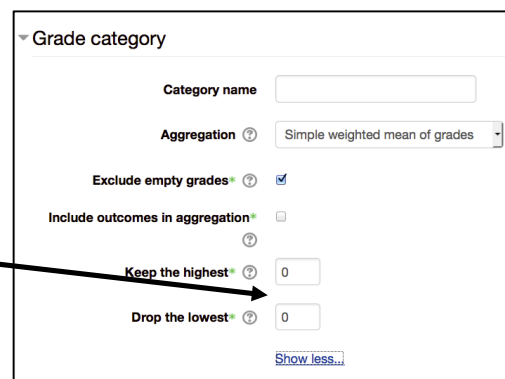 Grade category
Category name
Aggregation Simple weighted mean of grades
Exclude empty grades*
Include outcomes in aggregation*
Keep the highest* 0
Drop the lowest* 0
Show less...